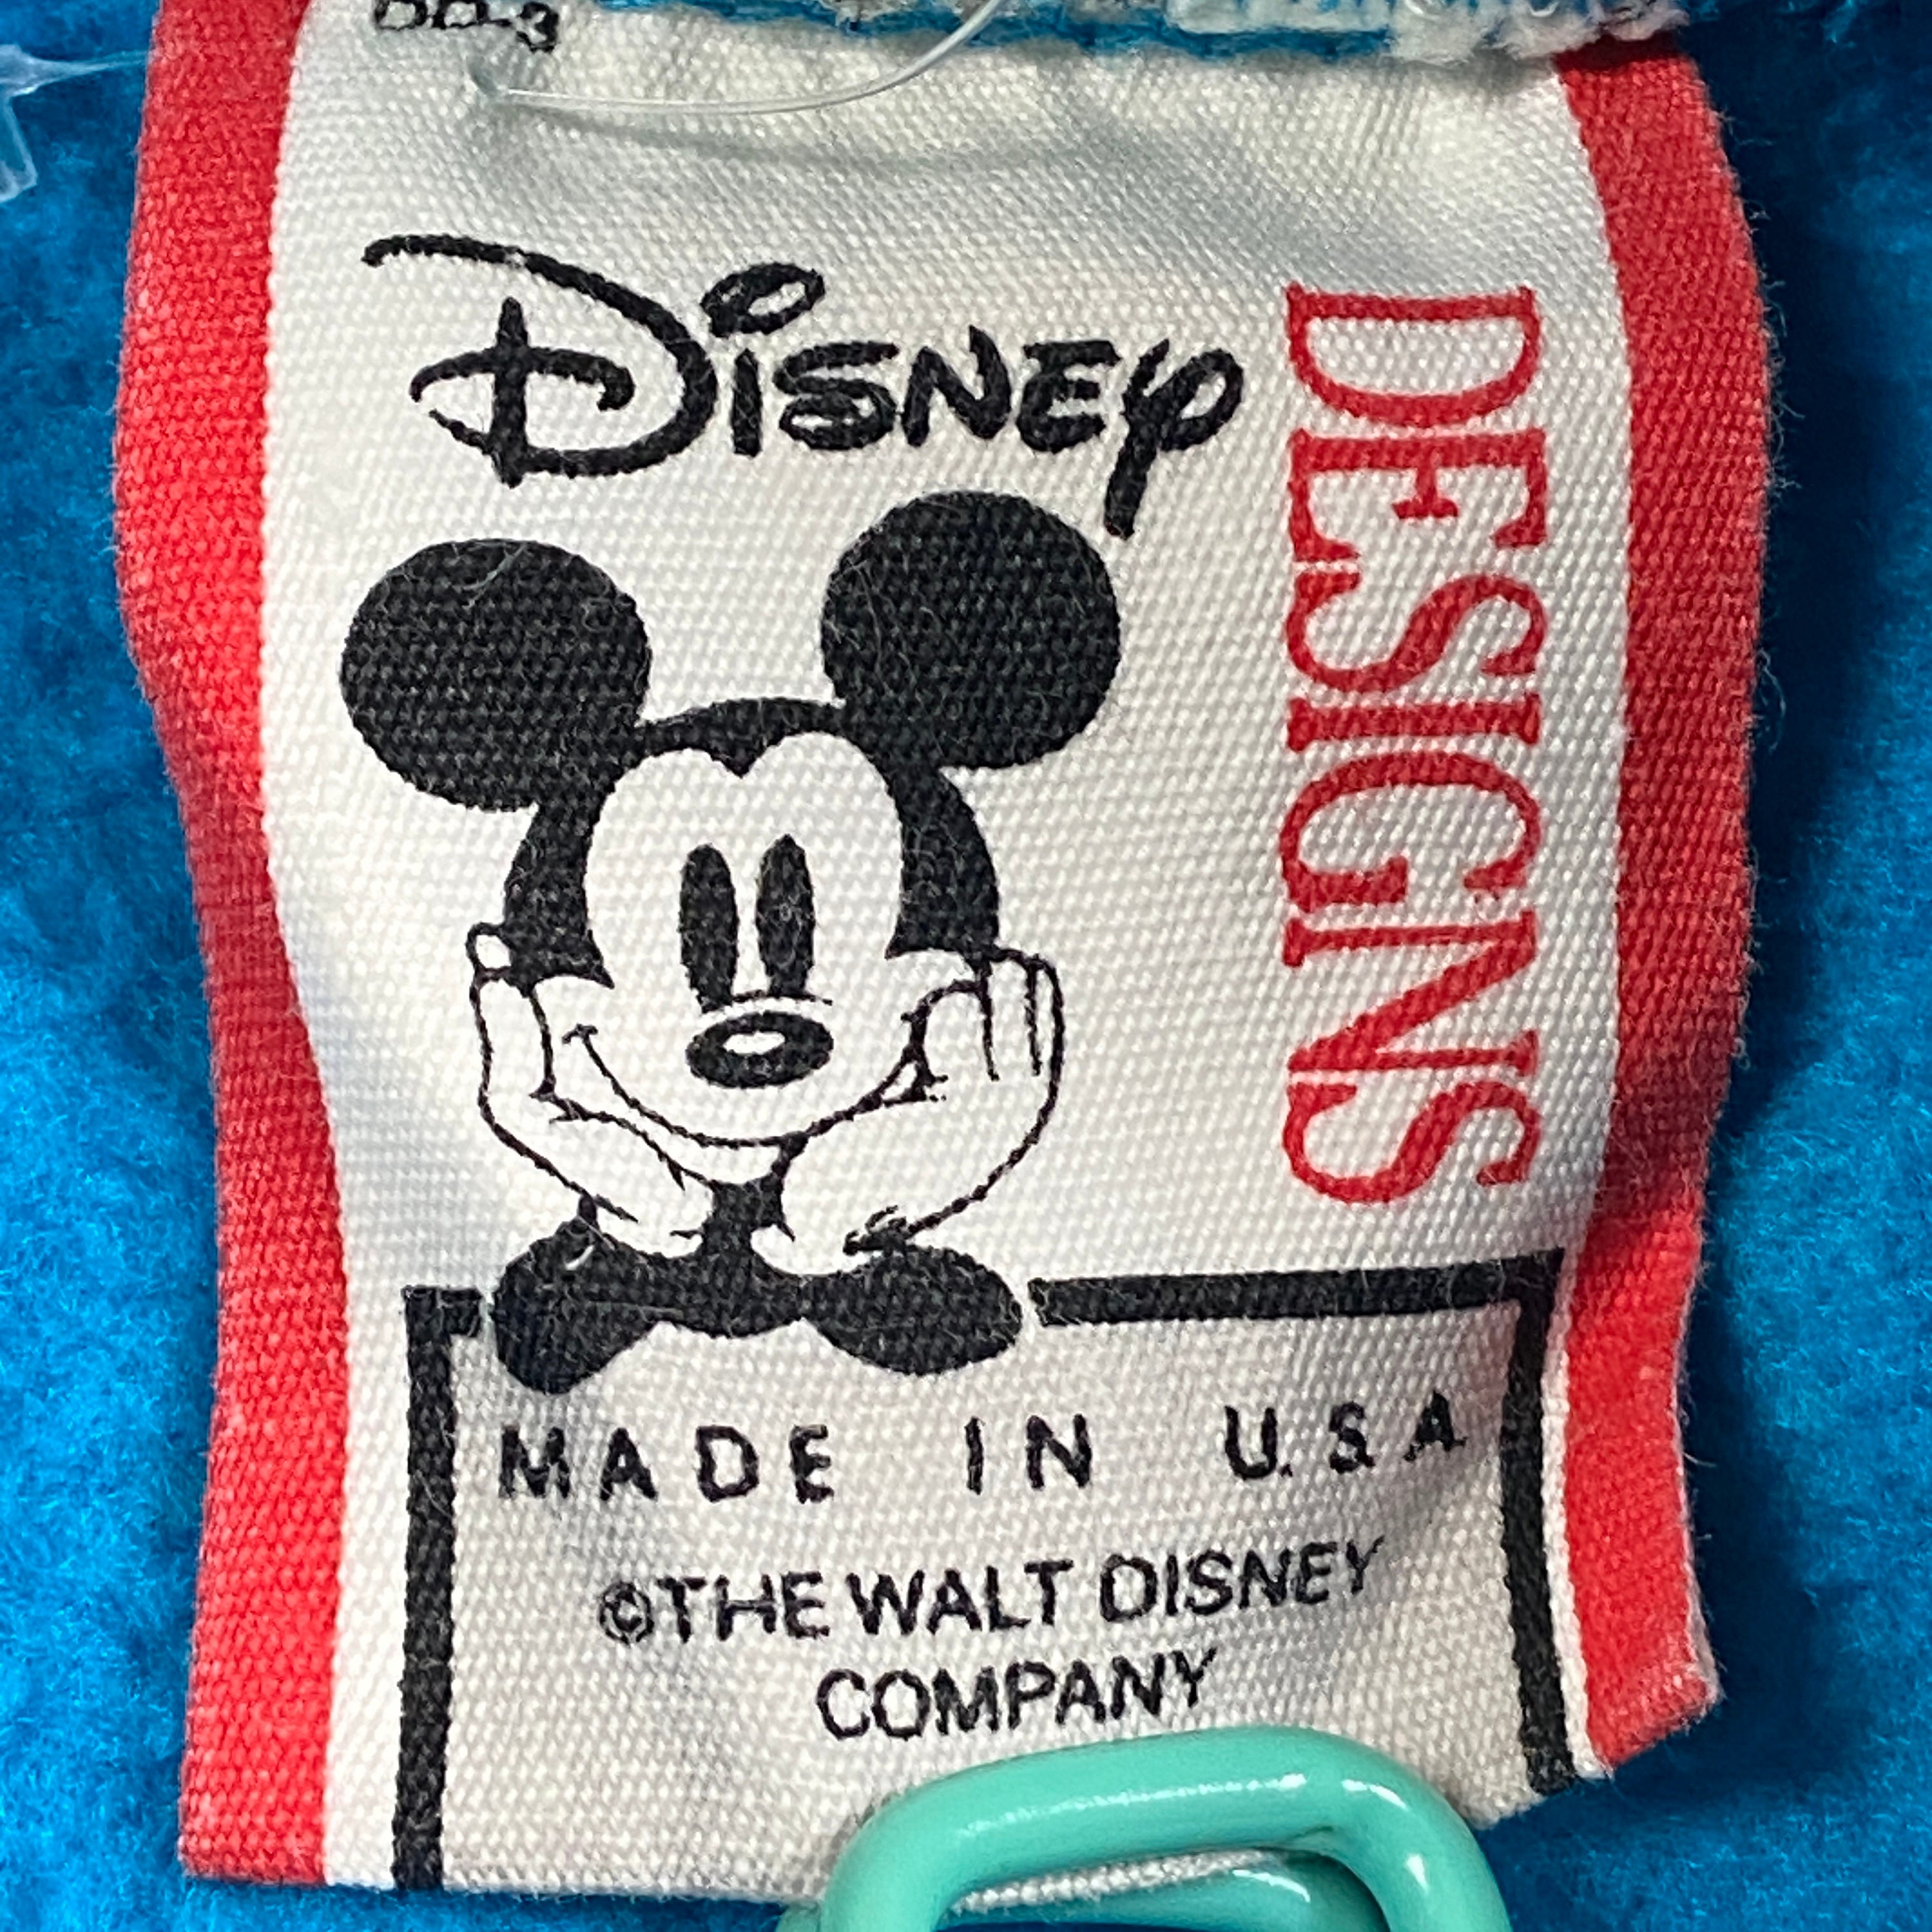 DISNEY
DESIGNS
MADE IN U.S.A.
©THE WALT DISNEY
COMPANY